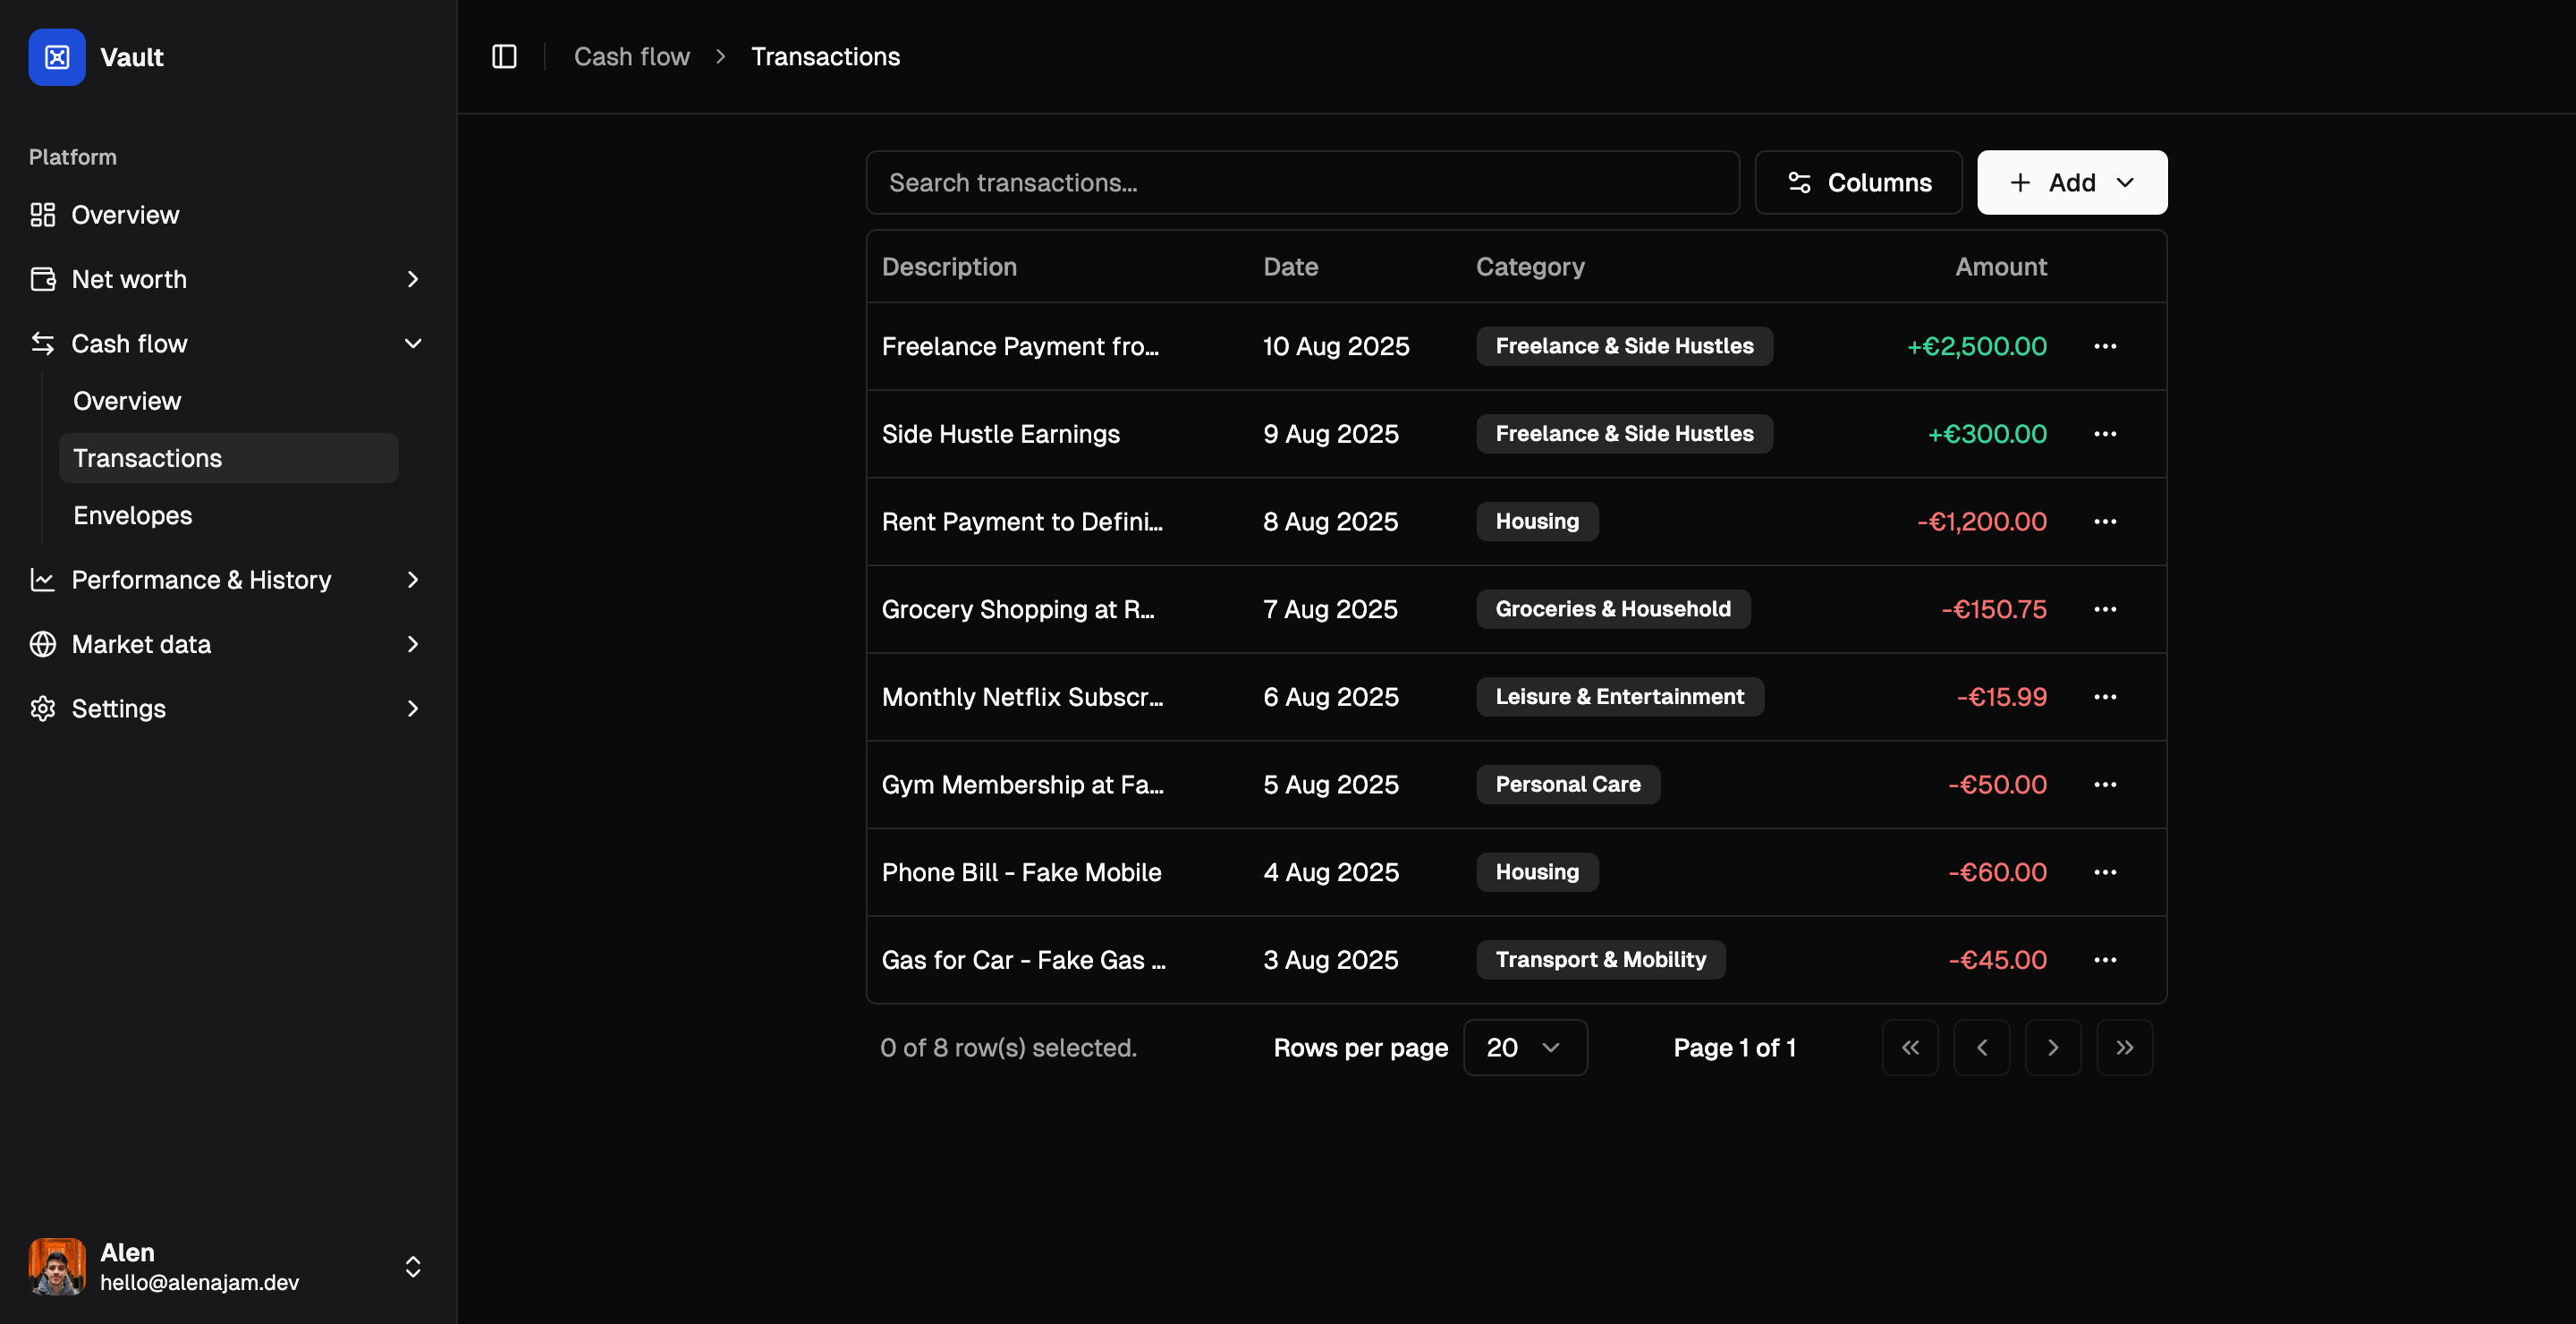 Vault
Cash flow > Transactions
Platform
Overview
Net worth
Cash flow
Overview
Transactions
Envelopes
Performance & History
Market data
Settings
Alen
hello@alenajam.dev
Search transactions...
Columns
+ Add
Description Date Category Amount
Freelance Payment fro... 10 Aug 2025 Freelance & Side Hustles +€2,500.00 ...
Side Hustle Earnings 9 Aug 2025 Freelance & Side Hustles +€300.00 ...
Rent Payment to Defini... 8 Aug 2025 Housing -€1,200.00 ...
Grocery Shopping at R... 7 Aug 2025 Groceries & Household -€150.75 ...
Monthly Netflix Subscr... 6 Aug 2025 Leisure & Entertainment -€15.99 ...
Gym Membership at Fa... 5 Aug 2025 Personal Care -€50.00 ...
Phone Bill - Fake Mobile 4 Aug 2025 Housing -€60.00 ...
Gas for Car - Fake Gas ... 3 Aug 2025 Transport & Mobility -€45.00 ...
0 of 8 row(s) selected. Rows per page 20 Page 1 of 1